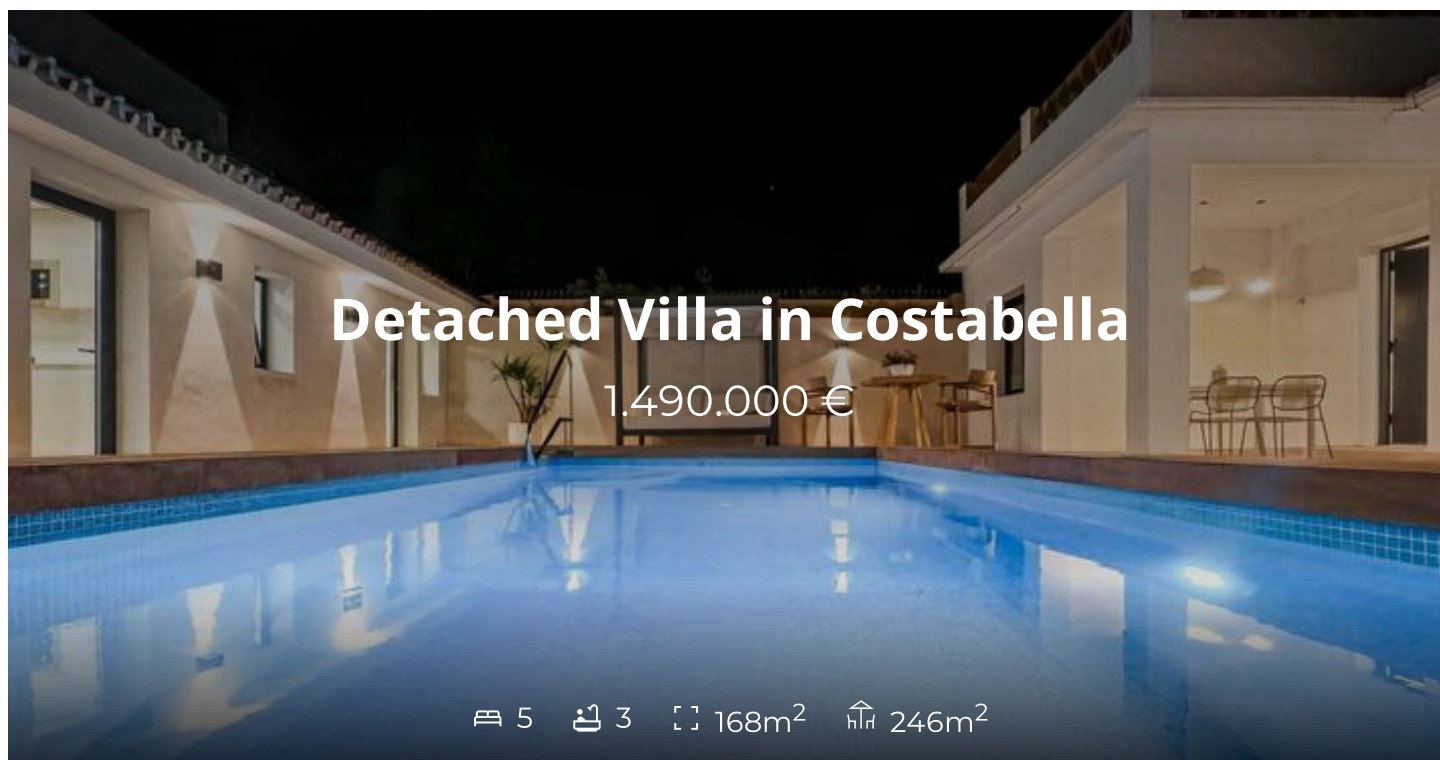 Detached Villa in Costabella
1.490.000 €
5 3 168m² 246m²